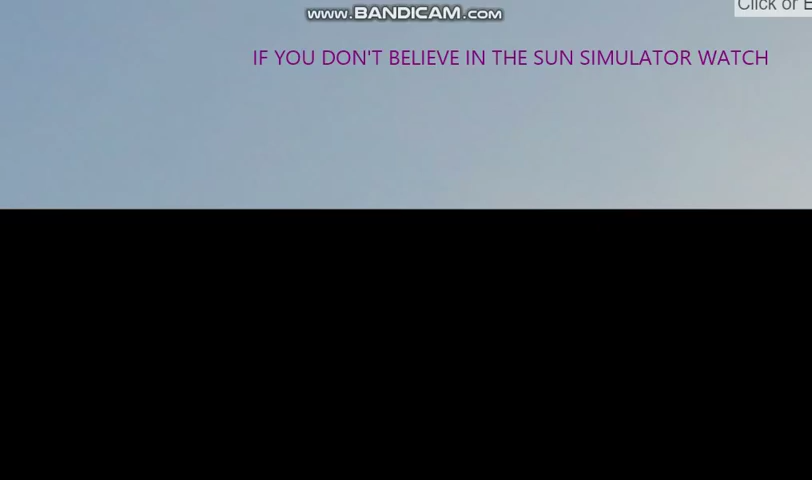 www.BANDICAM.com
Click or
IF YOU DON'T BELIEVE IN THE SUN SIMULATOR WATCH